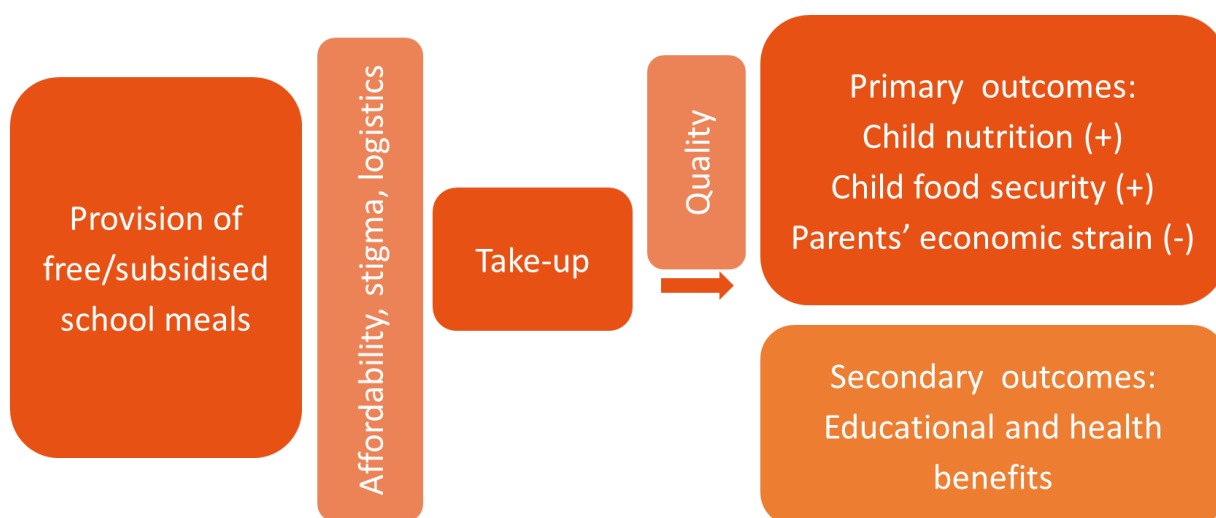 Provision of
free/subsidised
school meals
Affordability, stigma, logistics
Take-up
Quality
Primary outcomes:
Child nutrition (+)
Child food security (+)
Parents’ economic strain (-)
Secondary outcomes:
Educational and health
benefits